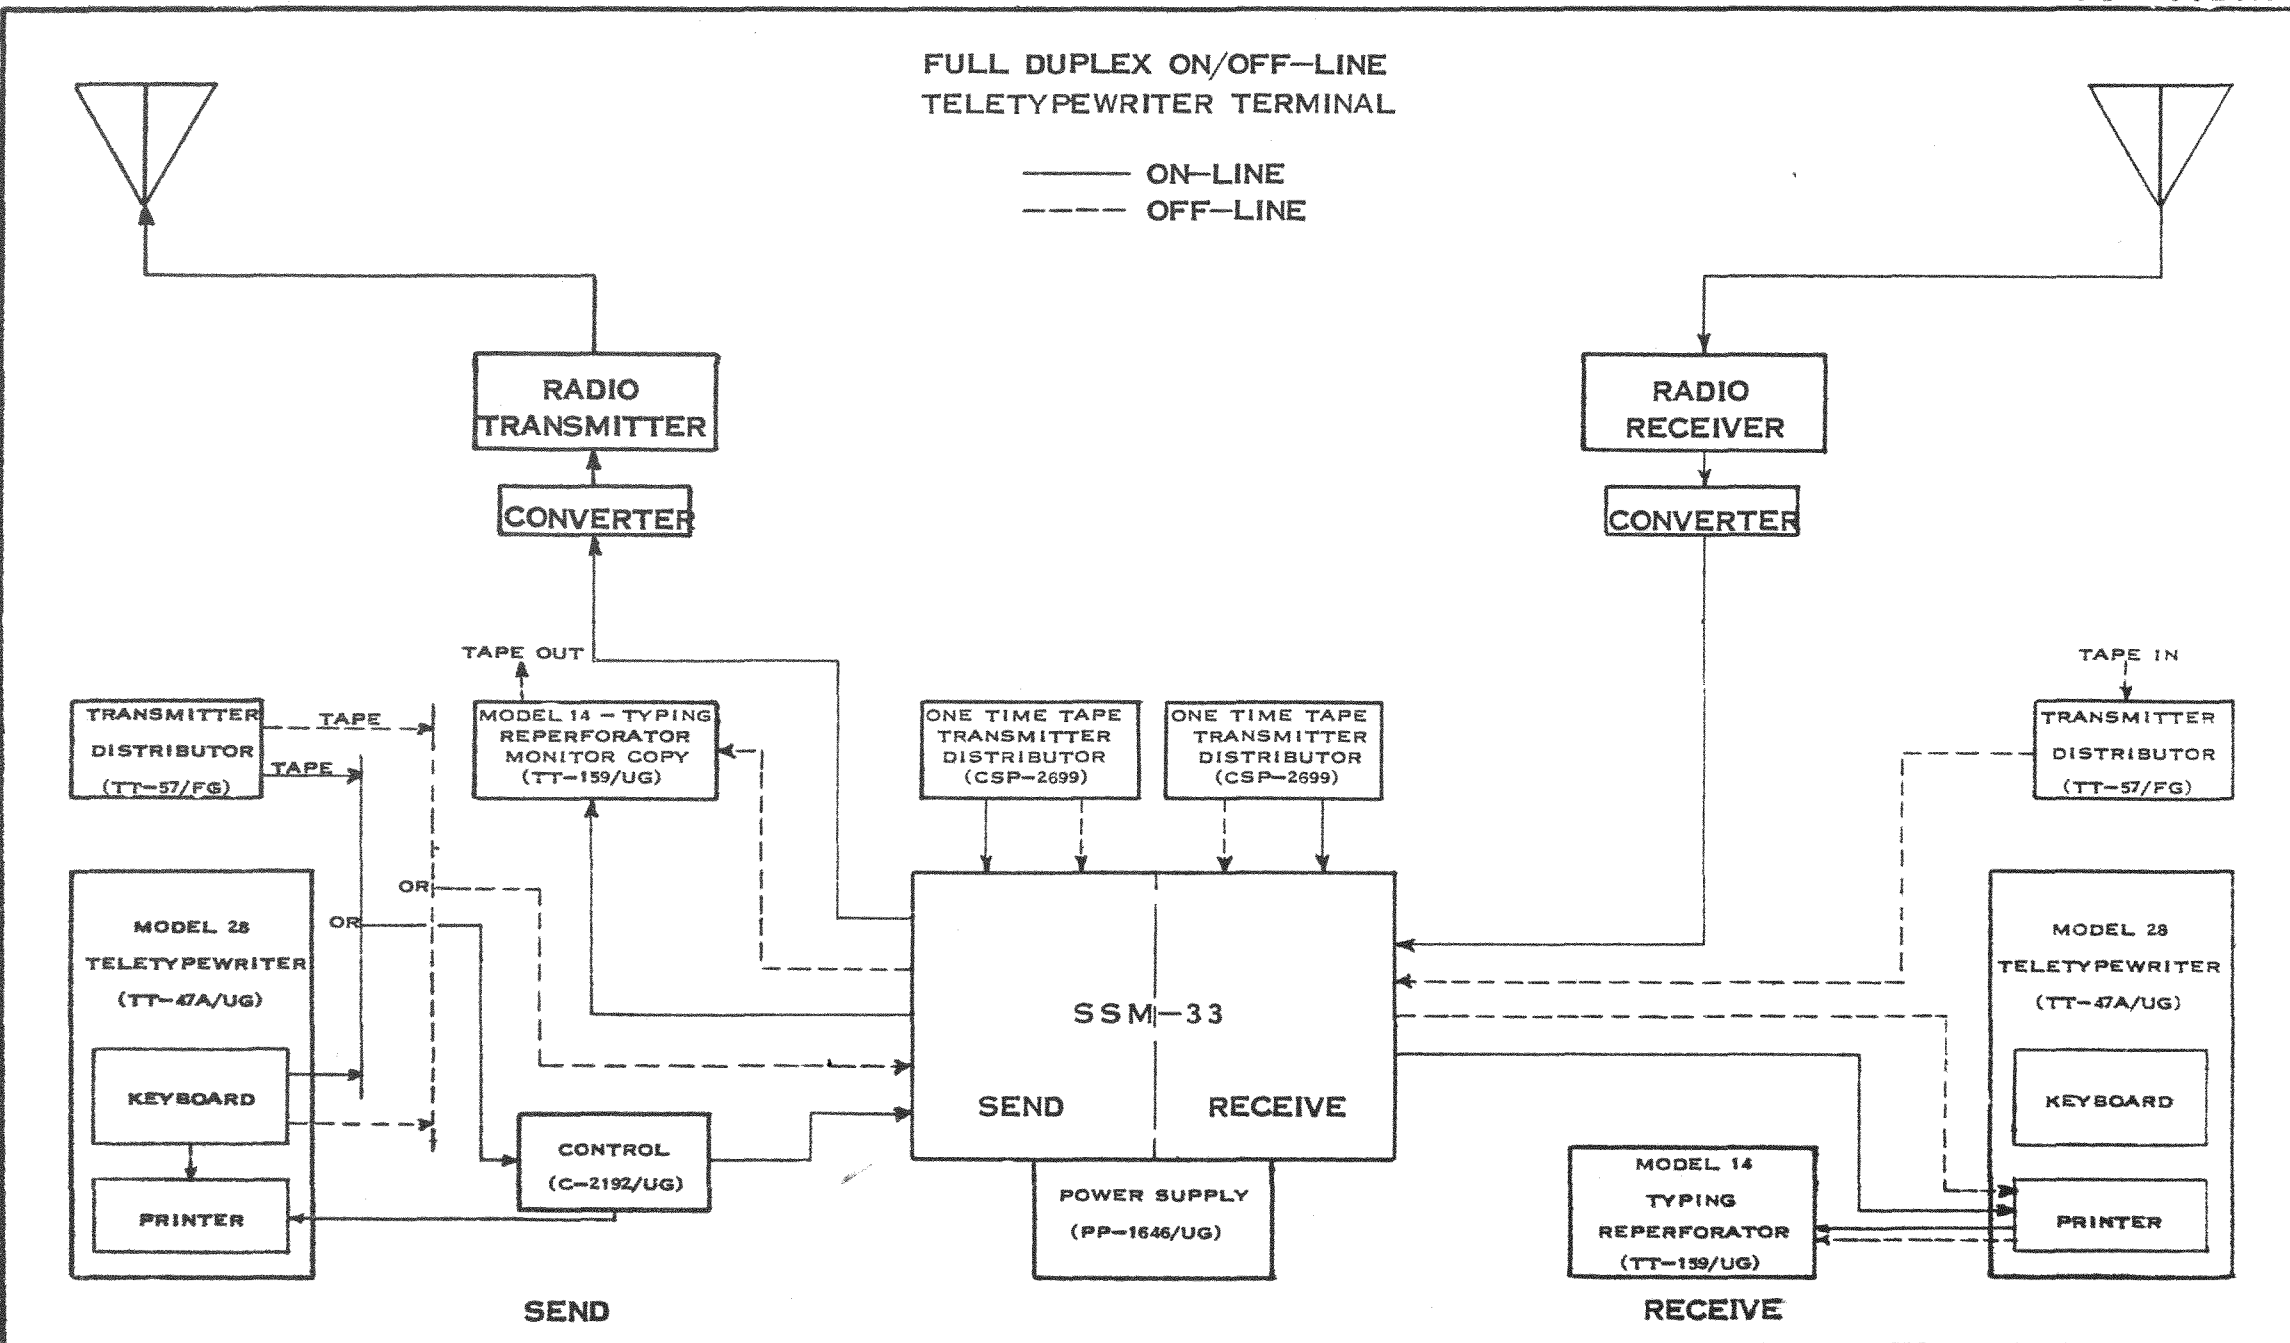 FULL DUPLEX ON/OFF-LINE
TELETYPEWRITER TERMINAL
ON-LINE
OFF-LINE
RADIO
TRANSMITTER
CONVERTER
RADIO
RECEIVER
CONVERTER
TAPE OUT
TAPE IN
TRANSMITTER
DISTRIBUTOR
(TT-57/FG)
TAPE
TAPE
MODEL 14 - TYPING
REPERFORATOR
MONITOR COPY
(TT-159/UG)
ONE TIME TAPE
TRANSMITTER
DISTRIBUTOR
(CSP-2699)
ONE TIME TAPE
TRANSMITTER
DISTRIBUTOR
(CSP-2699)
TRANSMITTER
DISTRIBUTOR
(TT-57/FG)
OR
OR
MODEL 28
TELETYPEWRITER
(TT-47A/UG)
KEYBOARD
PRINTER
CONTROL
(C-2192/UG)
SSM-33
SEND
RECEIVE
POWER SUPPLY
(PP-1646/UG)
MODEL 28
TELETYPEWRITER
(TT-47A/UG)
KEYBOARD
PRINTER
MODEL 14
TYPING
REPERFORATOR
(TT-159/UG)
SEND
RECEIVE